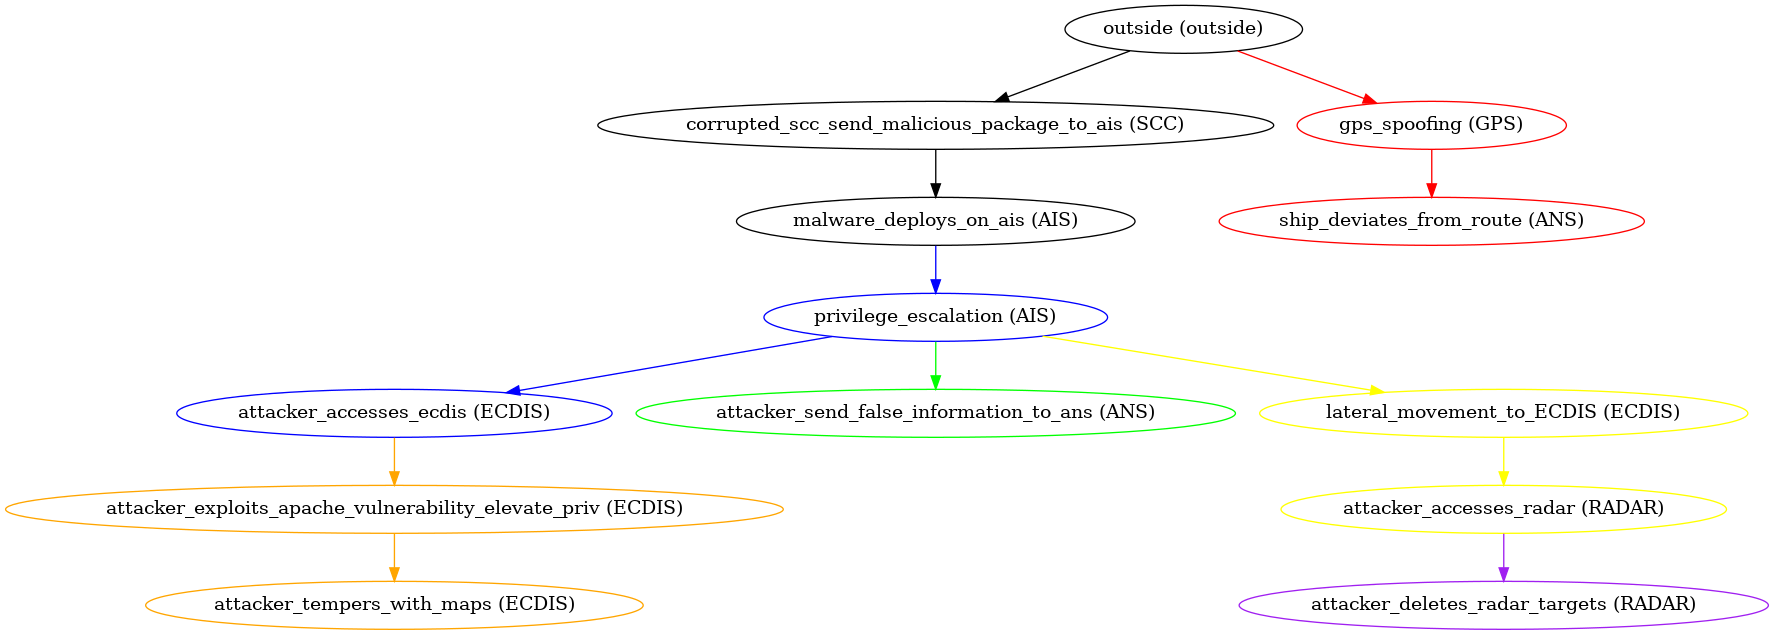 outside (outside)
corrupted_scc_send_malicious_package_to_ais (SCC)
gps_spoofing (GPS)
malware_deploys_on_ais (AIS)
ship_deviates_from_route (ANS)
privilege_escalation (AIS)
attacker_accesses_ecdis (ECDIS)
attacker_send_false_information_to_ans (ANS)
lateral_movement_to_ECDIS (ECDIS)
attacker_exploits_apache_vulnerability_elevate_priv (ECDIS)
attacker_accesses_radar (RADAR)
attacker_tempers_with_maps (ECDIS)
attacker_deletes_radar_targets (RADAR)